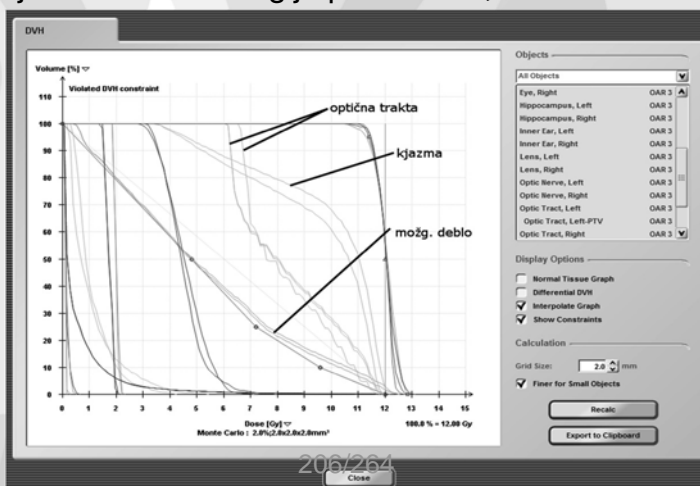 DVH
Volume [%]
Violated DVH constraint
110
100
90
80
70
60
50
40
30
20
10
0
0 1 2 3 4 5 6 7 8 9 10 11 12 13 14 15
Dose [Gy]
100.0 % = 12.00 Gy
Monte Carlo : 2.0%;2.0x2.0x2.0mm³
optična trakta
kjazma
možg. deblo
Objects
All Objects
Eye, Right OAR 3
Hippocampus, Left OAR 3
Hippocampus, Right OAR 3
Inner Ear, Left OAR 3
Inner Ear, Right OAR 3
Lens, Left OAR 3
Lens, Right OAR 3
Optic Nerve, Left OAR 3
Optic Nerve, Right OAR 3
Optic Tract, Left OAR 3
Optic Tract, Left-PTV OAR 3
Optic Tract, Right OAR 3
Display Options
Normal Tissue Graph
Differential DVH
Interpolate Graph
Show Constraints
Calculation
Grid Size: 2.0 mm
Finer for Small Objects
Recalc
Export to Clipboard
206/264
Close